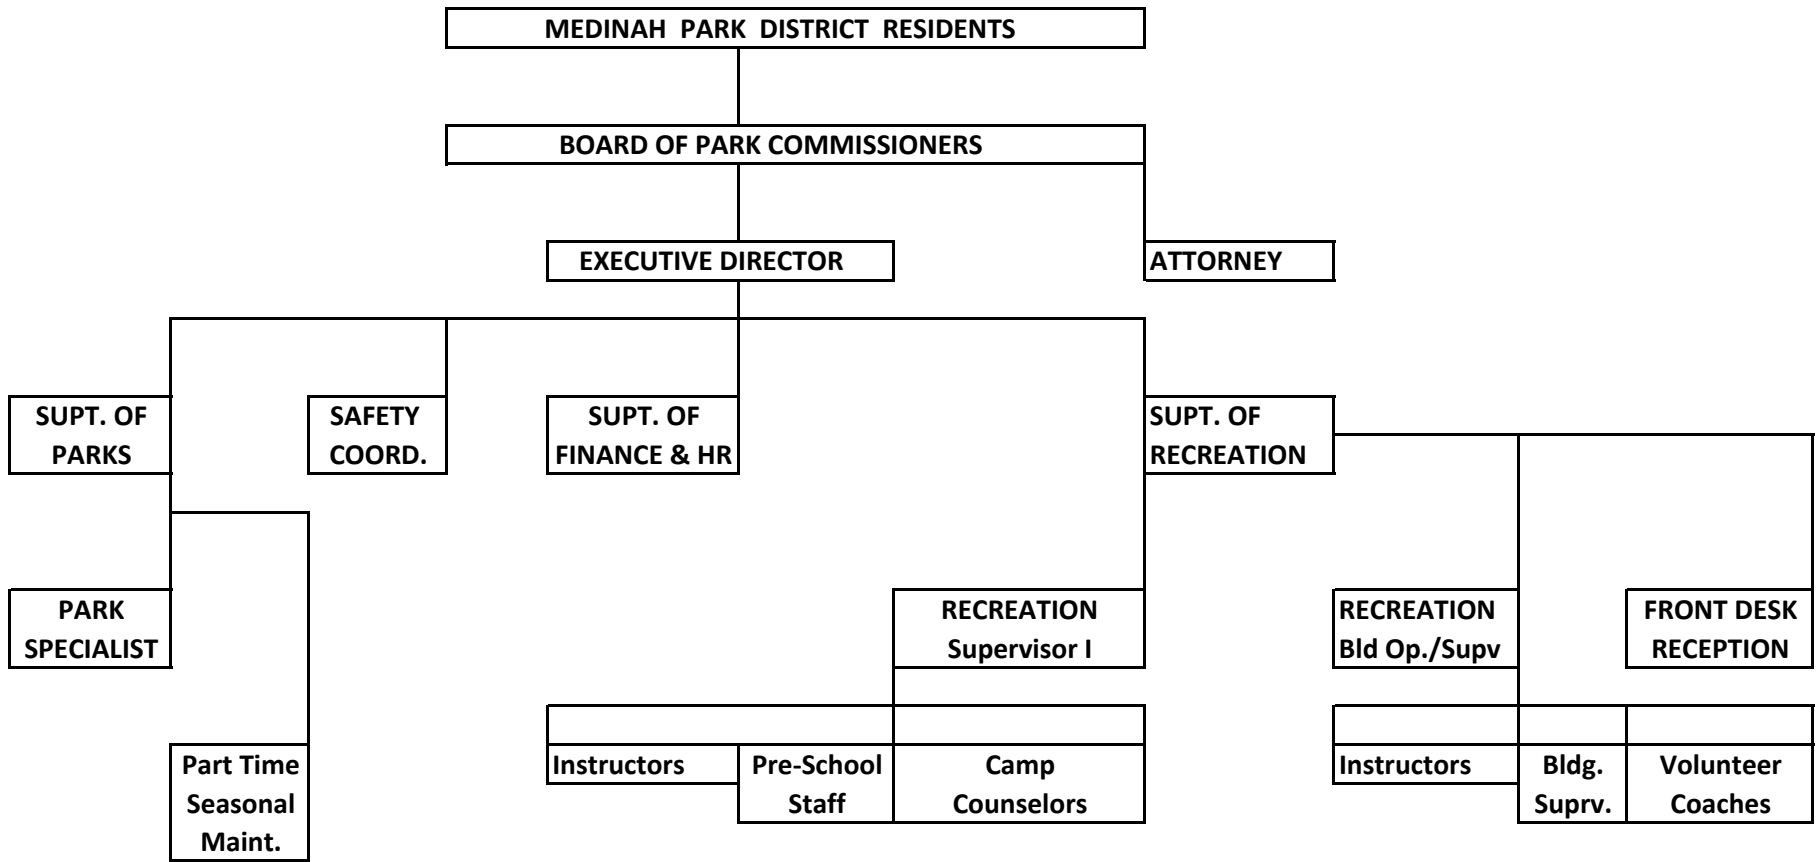 MEDINAH PARK DISTRICT RESIDENTS
BOARD OF PARK COMMISSIONERS
EXECUTIVE DIRECTOR
ATTORNEY
SUPT. OF
PARKS
SAFETY
COORD.
SUPT. OF
FINANCE & HR
SUPT. OF
RECREATION
PARK
SPECIALIST
RECREATION
Supervisor I
RECREATION
Bld Op./Supv
FRONT DESK
RECEPTION
Part Time
Seasonal
Maint.
Instructors
Pre-School
Staff
Camp
Counselors
Instructors
Bldg.
Suprv.
Volunteer
Coaches